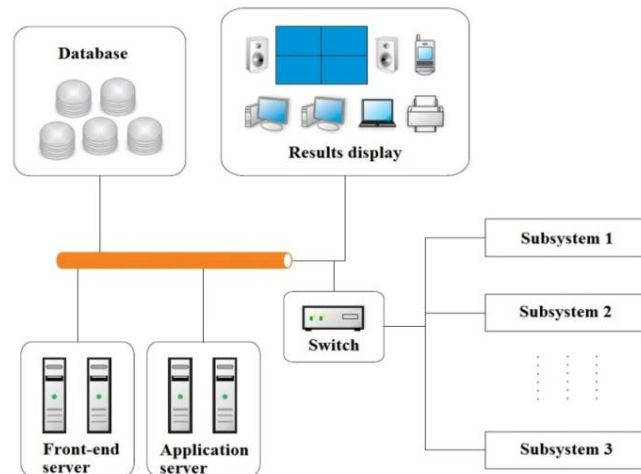 Database
Results display
Subsystem 1
Subsystem 2
Switch
Front-end
server
Application
server
Subsystem 3